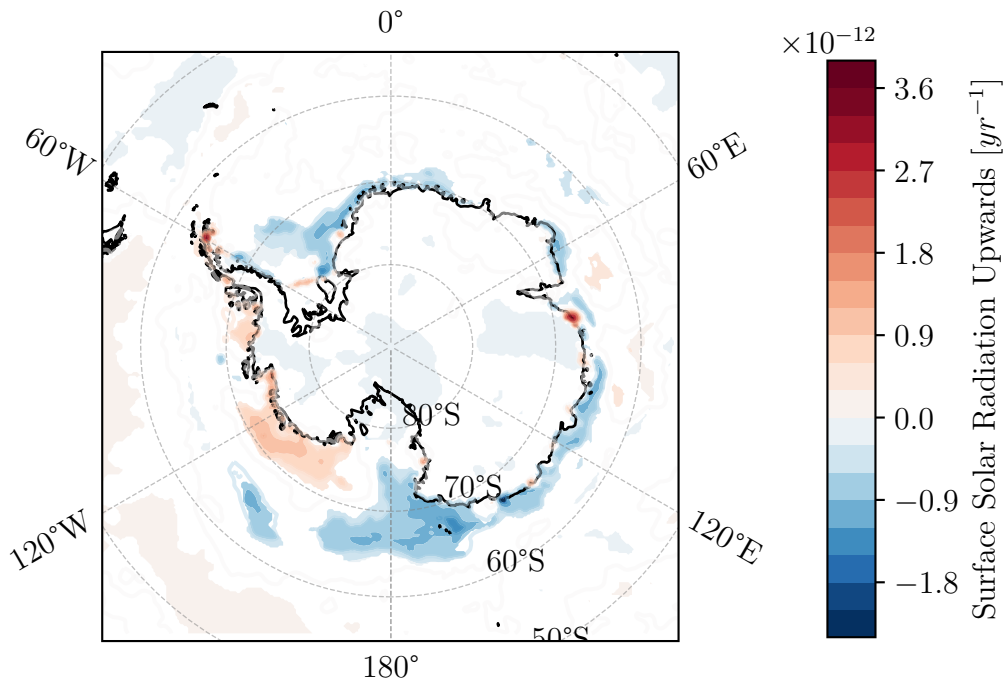 0°
×10⁻¹²
60°W
60°E
80°S
70°S
60°S
50°S
120°W
120°E
180°
3.6
2.7
1.8
0.9
0.0
−0.9
−1.8
Surface Solar Radiation Upwards [yr⁻¹]